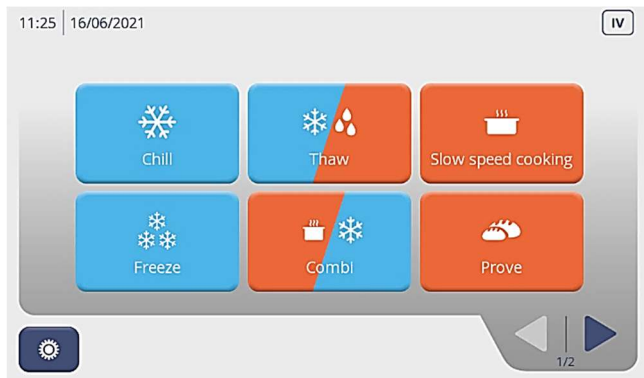 11:25 16/06/2021 IV
Chill Thaw Slow speed cooking
Freeze Combi Prove
1/2